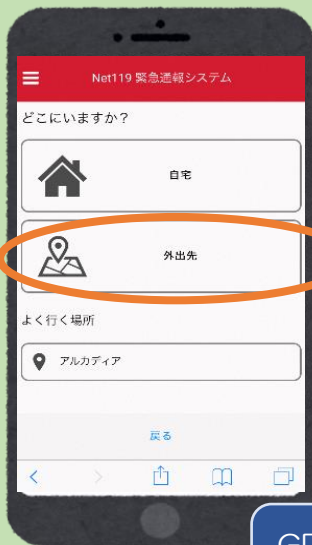 Net119 緊急通報システム
どこにいますか？
自宅
外出先
よく行く場所
アルカディア
戻る